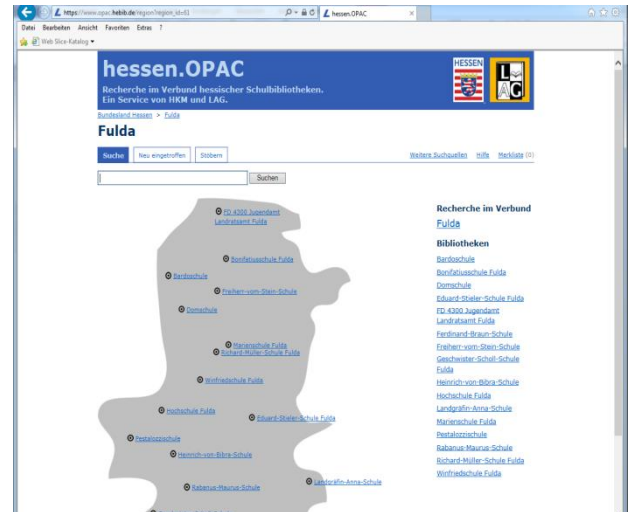 https://www.opac.hebib.de/region?region_id=81
hessen.OPAC
Datei Bearbeiten Ansicht Favoriten Extras ?
Web Slice-Katalog
hessen.OPAC
Recherche im Verbund hessischer Schulbibliotheken.
Ein Service von HKM und LAG.
HESSEN
LAG
Bundesland Hessen > Fulda
Fulda
Suche Neu eingetroffen Stöbern
Weitere Suchquellen Hilfe Merkliste (0)
Suchen
FD 4300 Jugendamt
Landratsamt Fulda
Bonifatiusschule Fulda
Bardoschule
Freiherr-vom-Stein-Schule
Domschule
Marienschule Fulda
Richard-Müller-Schule Fulda
Winfriedschule Fulda
Hochschule Fulda
Eduard-Stieler-Schule Fulda
Pestalozzischule
Heinrich-von-Bibra-Schule
Landgräfin-Anna-Schule
Rabanus-Maurus-Schule
Recherche im Verbund
Fulda
Bibliotheken
Bardoschule
Bonifatiusschule Fulda
Domschule
Eduard-Stieler-Schule Fulda
FD 4300 Jugendamt
Landratsamt Fulda
Ferdinand-Braun-Schule
Freiherr-vom-Stein-Schule
Geschwister-Scholl-Schule
Fulda
Heinrich-von-Bibra-Schule
Hochschule Fulda
Landgräfin-Anna-Schule
Marienschule Fulda
Pestalozzischule
Rabanus-Maurus-Schule
Richard-Müller-Schule Fulda
Winfriedschule Fulda